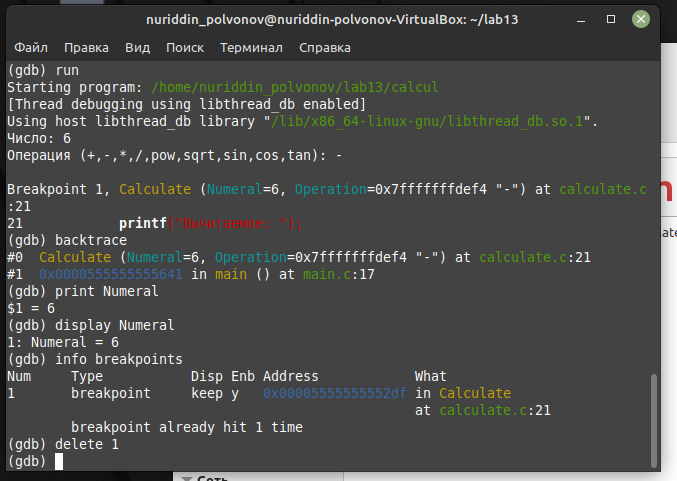 nuriddin_polvonov@nuriddin-polvonov-VirtualBox: ~/lab13
Файл Правка Вид Поиск Терминал Справка
(gdb) run
Starting program: /home/nuriddin_polvonov/lab13/calcul
[Thread debugging using libthread_db enabled]
Using host libthread_db library "/lib/x86_64-linux-gnu/libthread_db.so.1".
Число: 6
Операция (+,-,*,/,pow,sqrt,sin,cos,tan): -
Breakpoint 1, Calculate (Numeral=6, Operation=0x7fffffffdef4 "-") at calculate.c
:21
21 printf("Вычитаемое: ");
(gdb) backtrace
#0 Calculate (Numeral=6, Operation=0x7fffffffdef4 "-") at calculate.c:21
#1 0x0000555555555641 in main () at main.c:17
(gdb) print Numeral
$1 = 6
(gdb) display Numeral
1: Numeral = 6
(gdb) info breakpoints
Num Type Disp Enb Address What
1 breakpoint keep y 0x00005555555552df in Calculate
at calculate.c:21
breakpoint already hit 1 time
(gdb) delete 1
(gdb)
Сеть